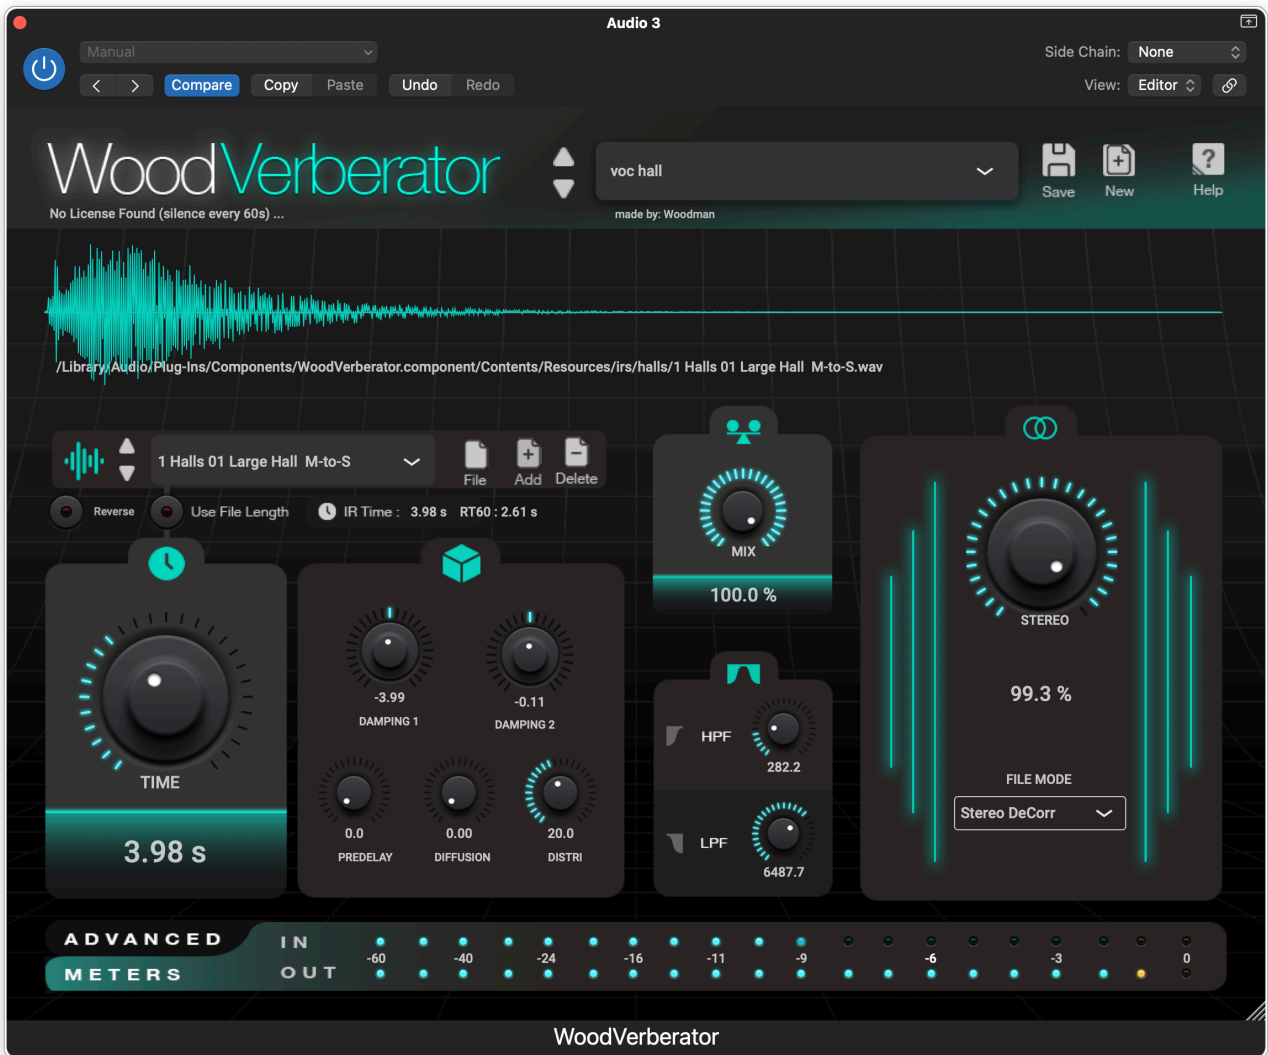 Audio 3
Manual
Side Chain: None
Compare Copy Paste Undo Redo
View: Editor
WoodVerberator
voc hall
Save New Help
?
No License Found (silence every 60s) ...
made by: Woodman
/Library/Audio/Plug-Ins/Components/WoodVerberator.component/Contents/Resources/irs/halls/1 Halls 01 Large Hall  M-to-S.wav
1 Halls 01 Large Hall  M-to-S
File Add Delete
Reverse Use File Length IR Time : 3.98 s RT60 : 2.61 s
TIME
3.98 s
-3.99
DAMPING 1
-0.11
DAMPING 2
0.0
PREDELAY
0.00
DIFFUSION
20.0
DISTRI
MIX
100.0 %
HPF
282.2
LPF
6487.7
STEREO
99.3 %
FILE MODE
Stereo DeCorr
ADVANCED
METERS
IN
-60 -40 -24 -16 -11 -9 -6 -3 0
OUT
WoodVerberator